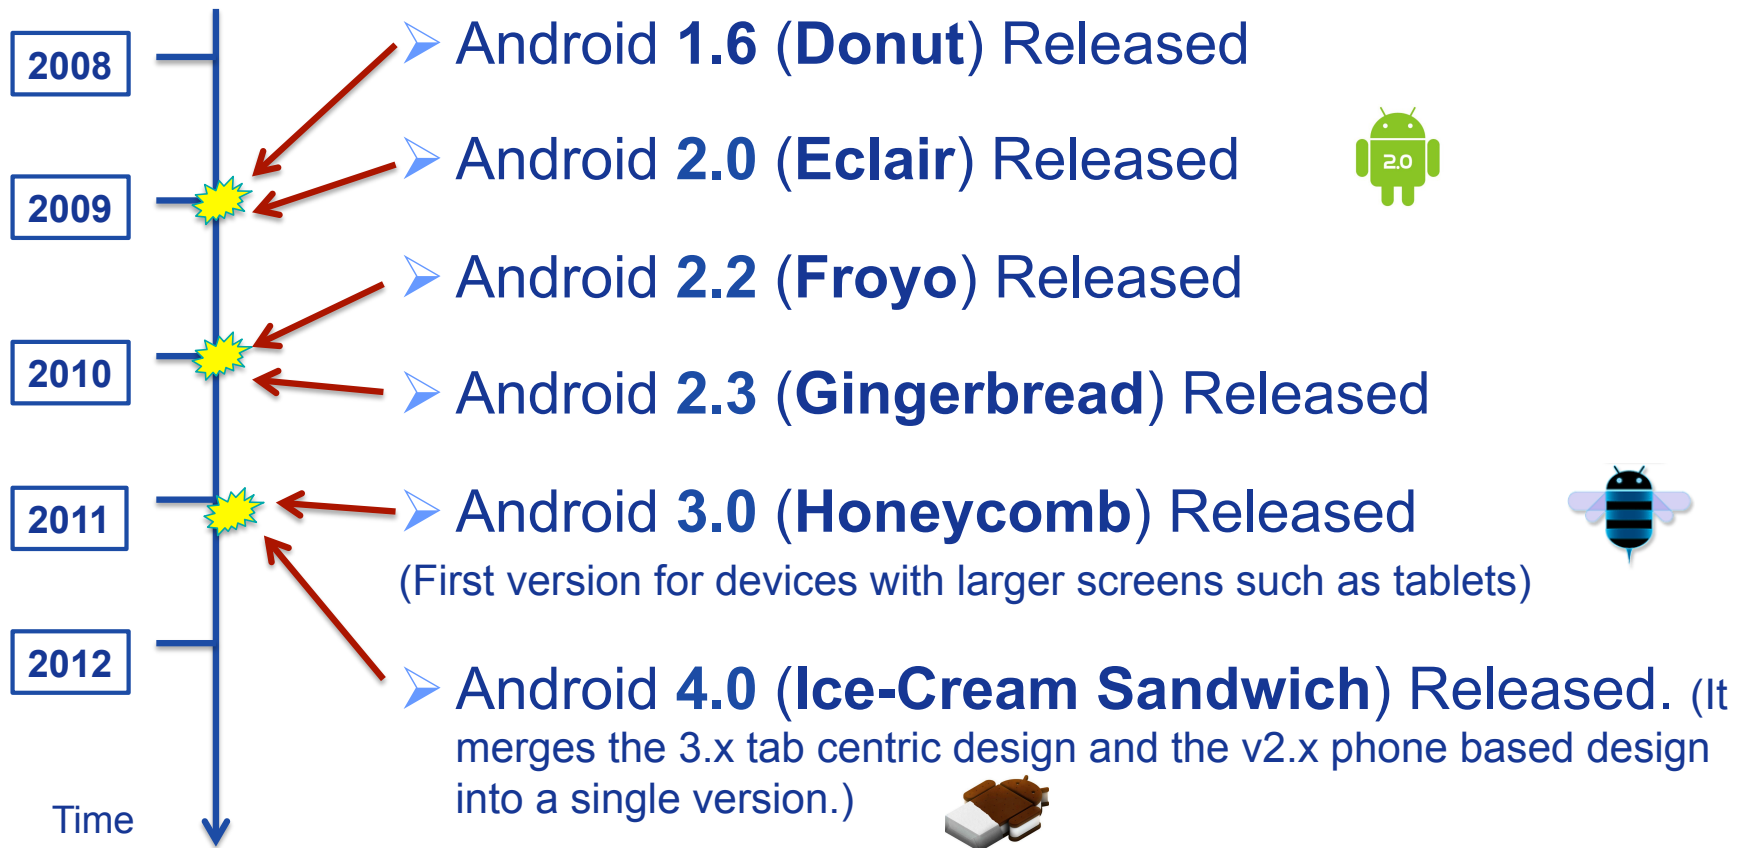 2008
Android 1.6 (Donut) Released
Android 2.0 (Eclair) Released
2.0
2009
Android 2.2 (Froyo) Released
2010
Android 2.3 (Gingerbread) Released
2011
Android 3.0 (Honeycomb) Released
(First version for devices with larger screens such as tablets)
2012
Android 4.0 (Ice-Cream Sandwich) Released. (It
merges the 3.x tab centric design and the v2.x phone based design
into a single version.)
Time